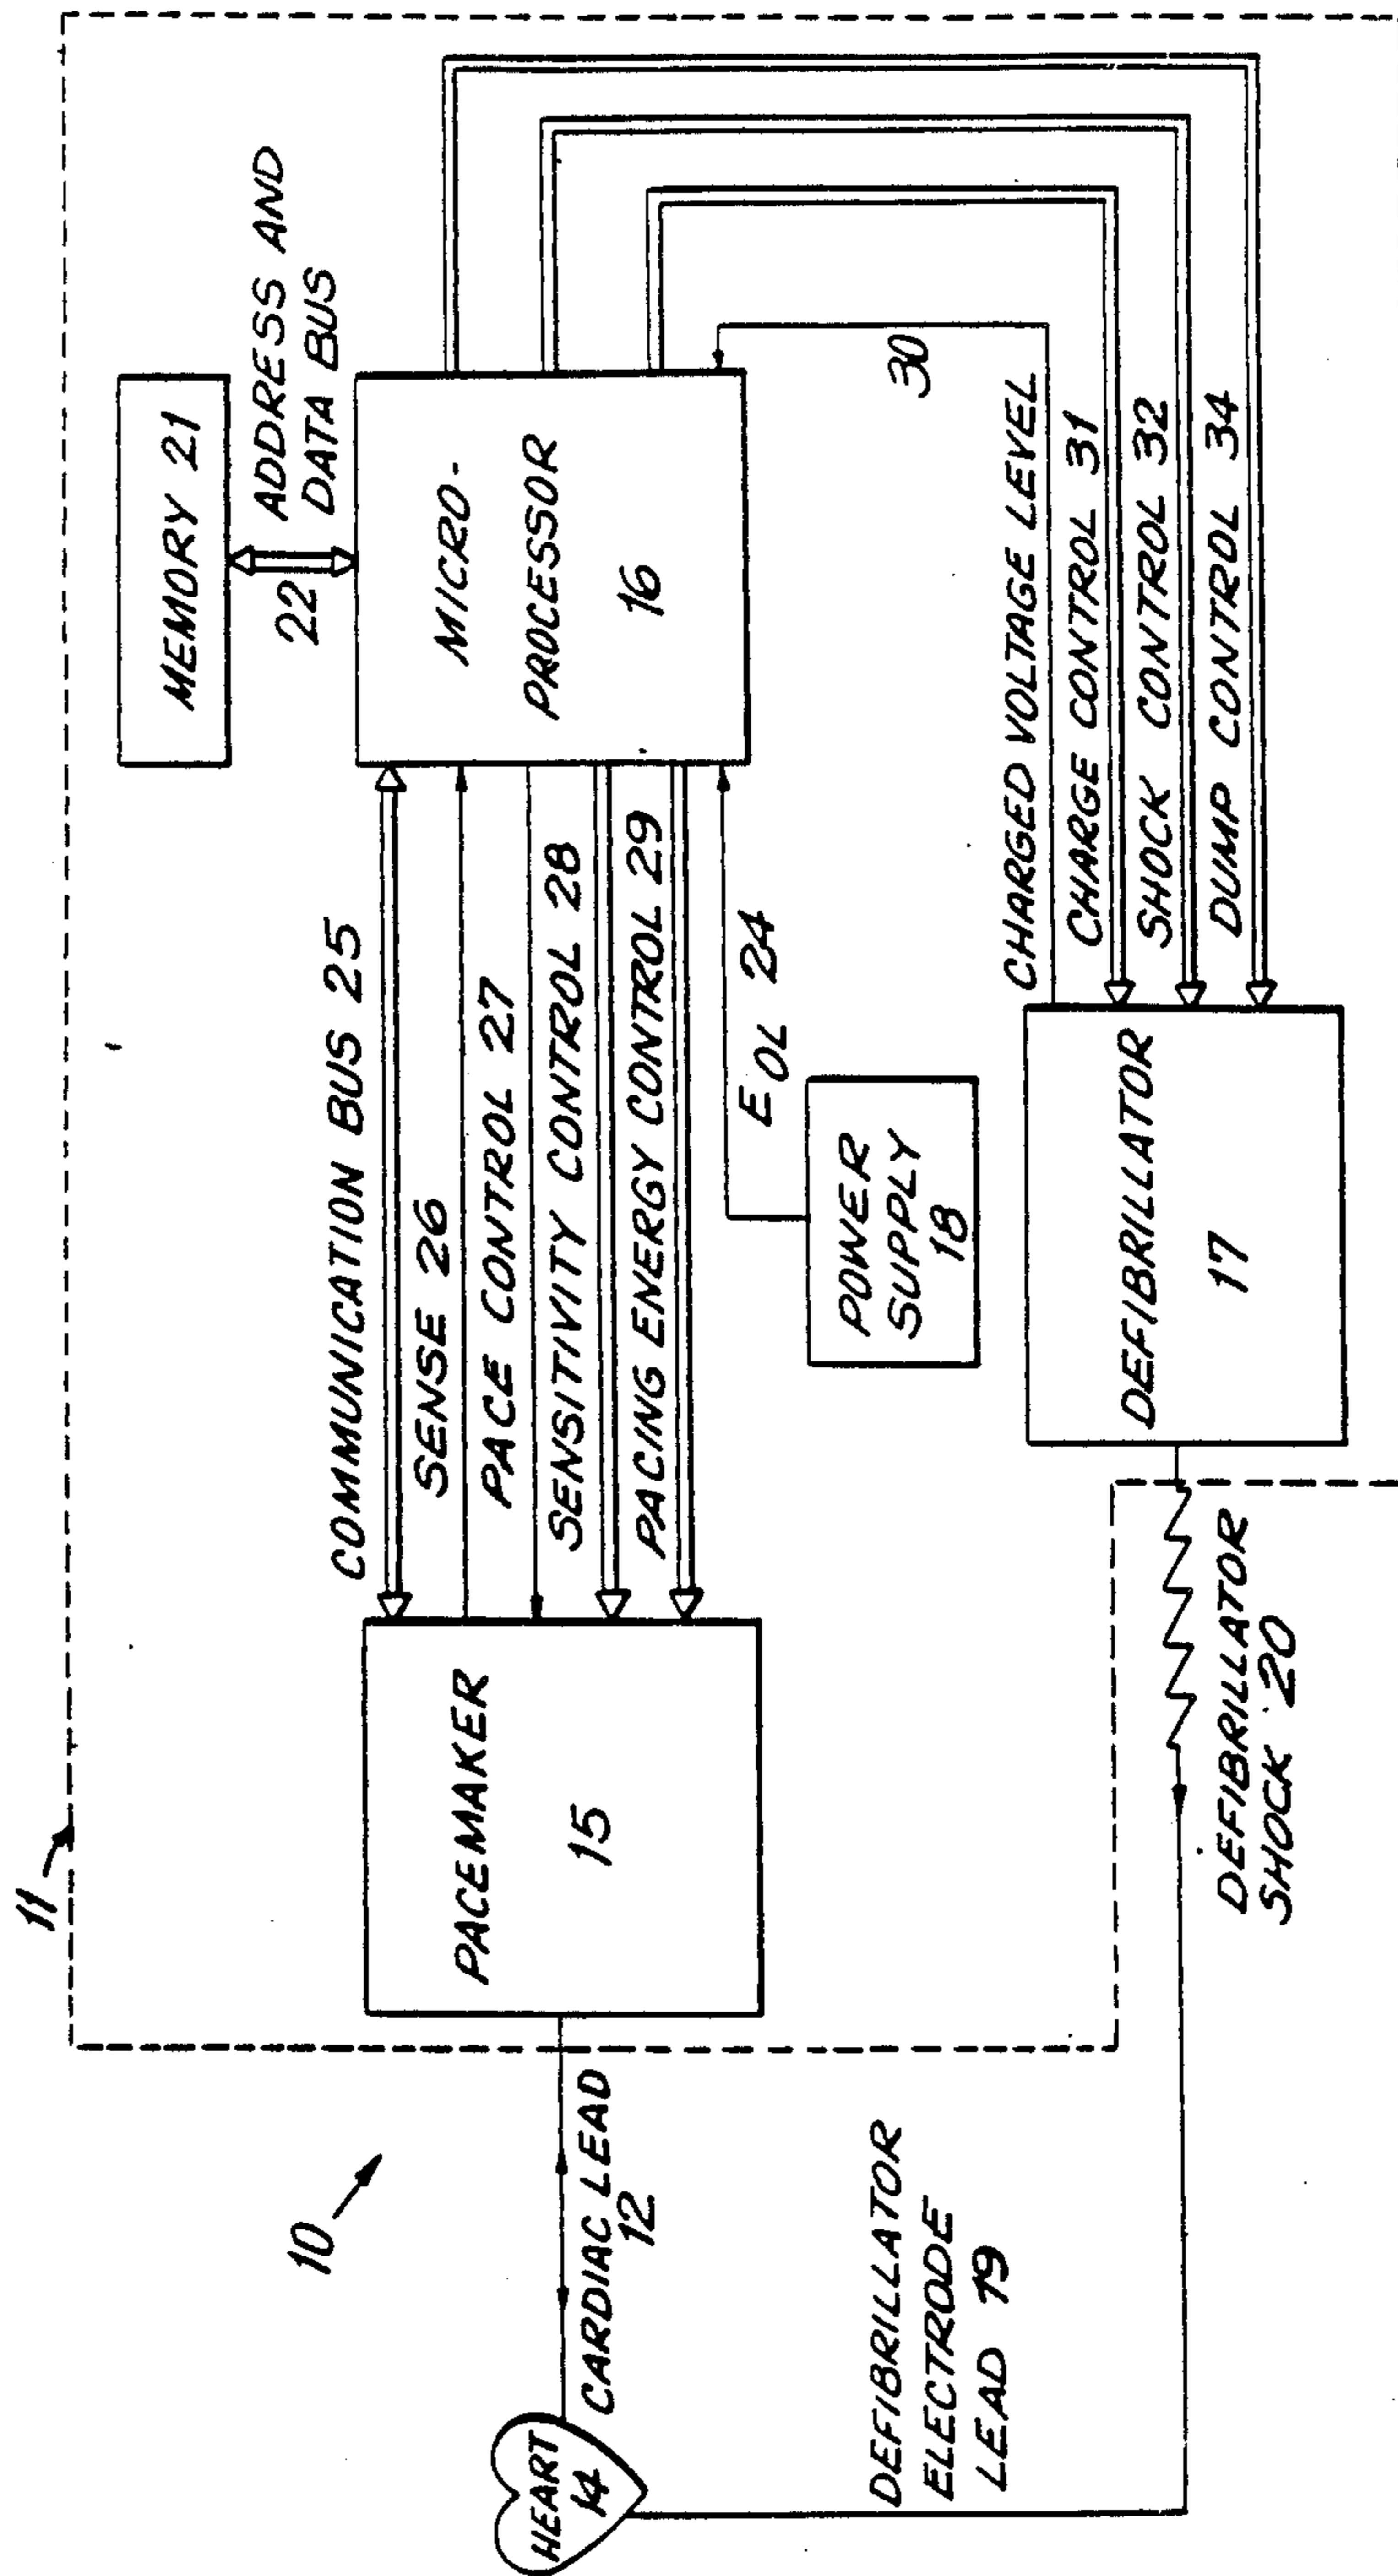 11
10
MEMORY 21
22
ADDRESS AND
DATA BUS
MICRO-
PROCESSOR
16
COMMUNICATION BUS 25
SENSE 26
PACE CONTROL 27
SENSITIVITY CONTROL 28
PACING ENERGY CONTROL 29
EOL 24
PACEMAKER
15
HEART
14
CARDIAC LEAD
12
POWER
SUPPLY
18
30
CHARGED VOLTAGE LEVEL
CHARGE CONTROL 31
SHOCK CONTROL 32
DUMP CONTROL 34
DEFIBRILLATOR
17
DEFIBRILLATOR
SHOCK 20
DEFIBRILLATOR
ELECTRODE
LEAD 19